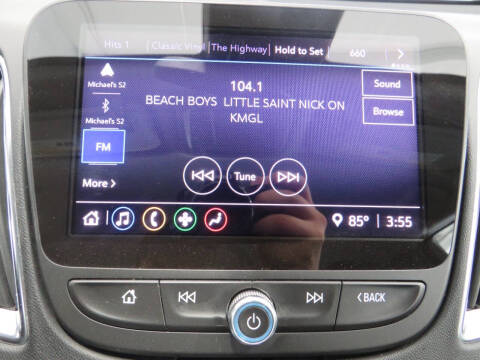 Hits 1 | Classic Vinyl | The Highway | Hold to Set | 660
Michael's S2
104.1
Sound
BEACH BOYS LITTLE SAINT NICK ON
KMGL
Browse
Michael's S2
FM
Tune
More >
85° 3:55
< BACK